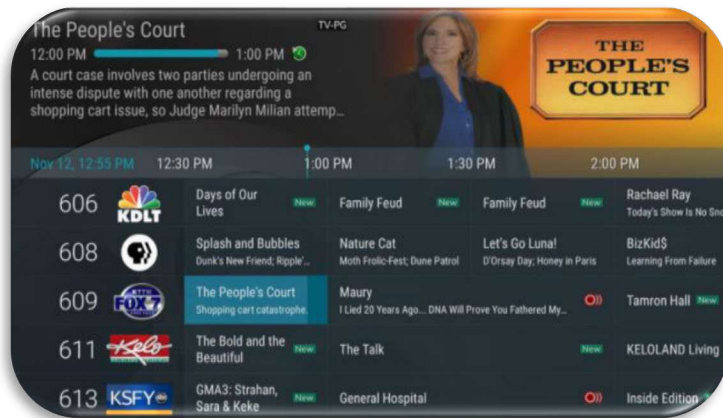 The People's Court
TV-PG
12:00 PM 1:00 PM
A court case involves two parties undergoing an
intense dispute with one another regarding a
shopping cart issue, so Judge Marilyn Milian attemp...
THE
PEOPLE'S
COURT
Nov 12, 12:55 PM 12:30 PM 1:00 PM 1:30 PM 2:00 PM
606 KDLT Days of Our Lives New Family Feud New Family Feud New Rachael Ray
Today's Show Is No
608 Splash and Bubbles Nature Cat Let's Go Luna! BizKid$
Dunk's New Friend; Ripple'... Moth Frolic-Fest; Dune Patrol D'Orsay Day; Honey in Paris Learning From Failure
609 KTTW FOX 7 The People's Court Maury Tamron Hall New
Shopping cart catastrophe. I Lied 20 Years Ago... DNA Will Prove You Fathered My...
611 Kelo The Bold and the Beautiful New The Talk New KELOLAND Living
613 KSFY GMA3: Strahan, Sara & Keke New General Hospital Inside Edition